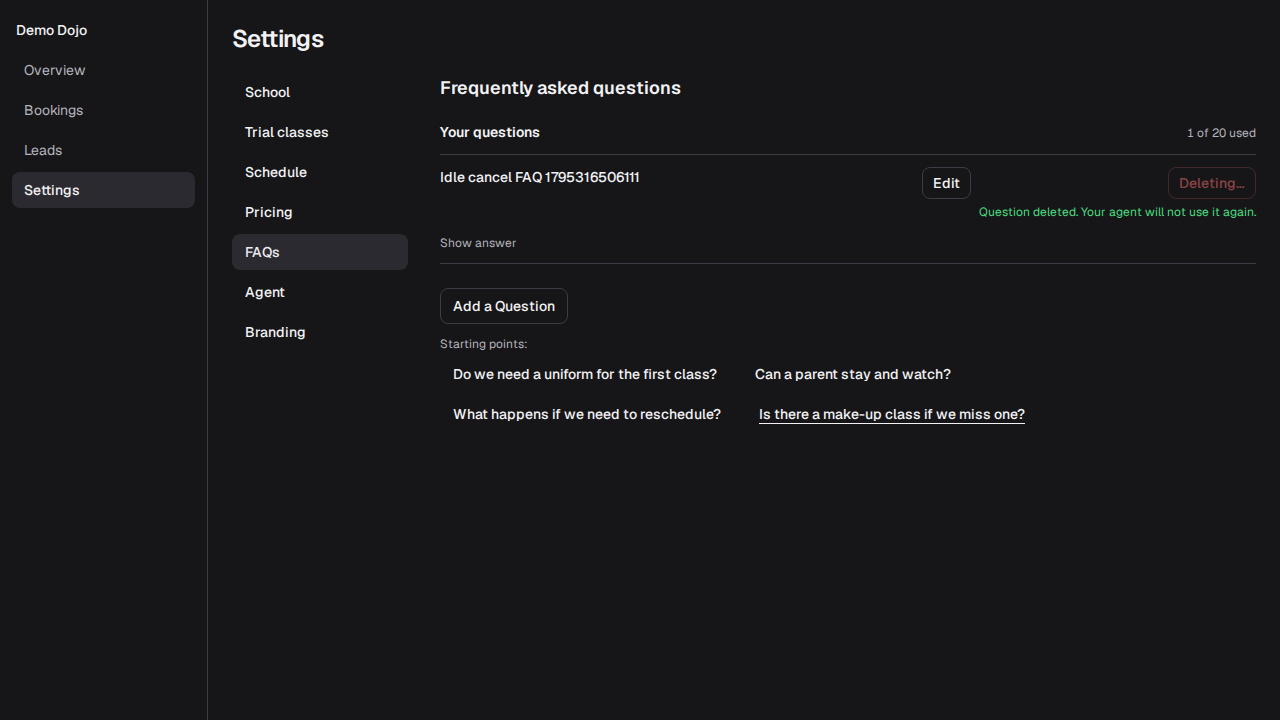 Demo Dojo
Overview
Bookings
Leads
Settings
Settings
School
Trial classes
Schedule
Pricing
FAQs
Agent
Branding
Frequently asked questions
Your questions
1 of 20 used
Idle cancel FAQ 1795316506111
Edit
Deleting…
Question deleted. Your agent will not use it again.
Show answer
Add a Question
Starting points:
Do we need a uniform for the first class?
Can a parent stay and watch?
What happens if we need to reschedule?
Is there a make-up class if we miss one?